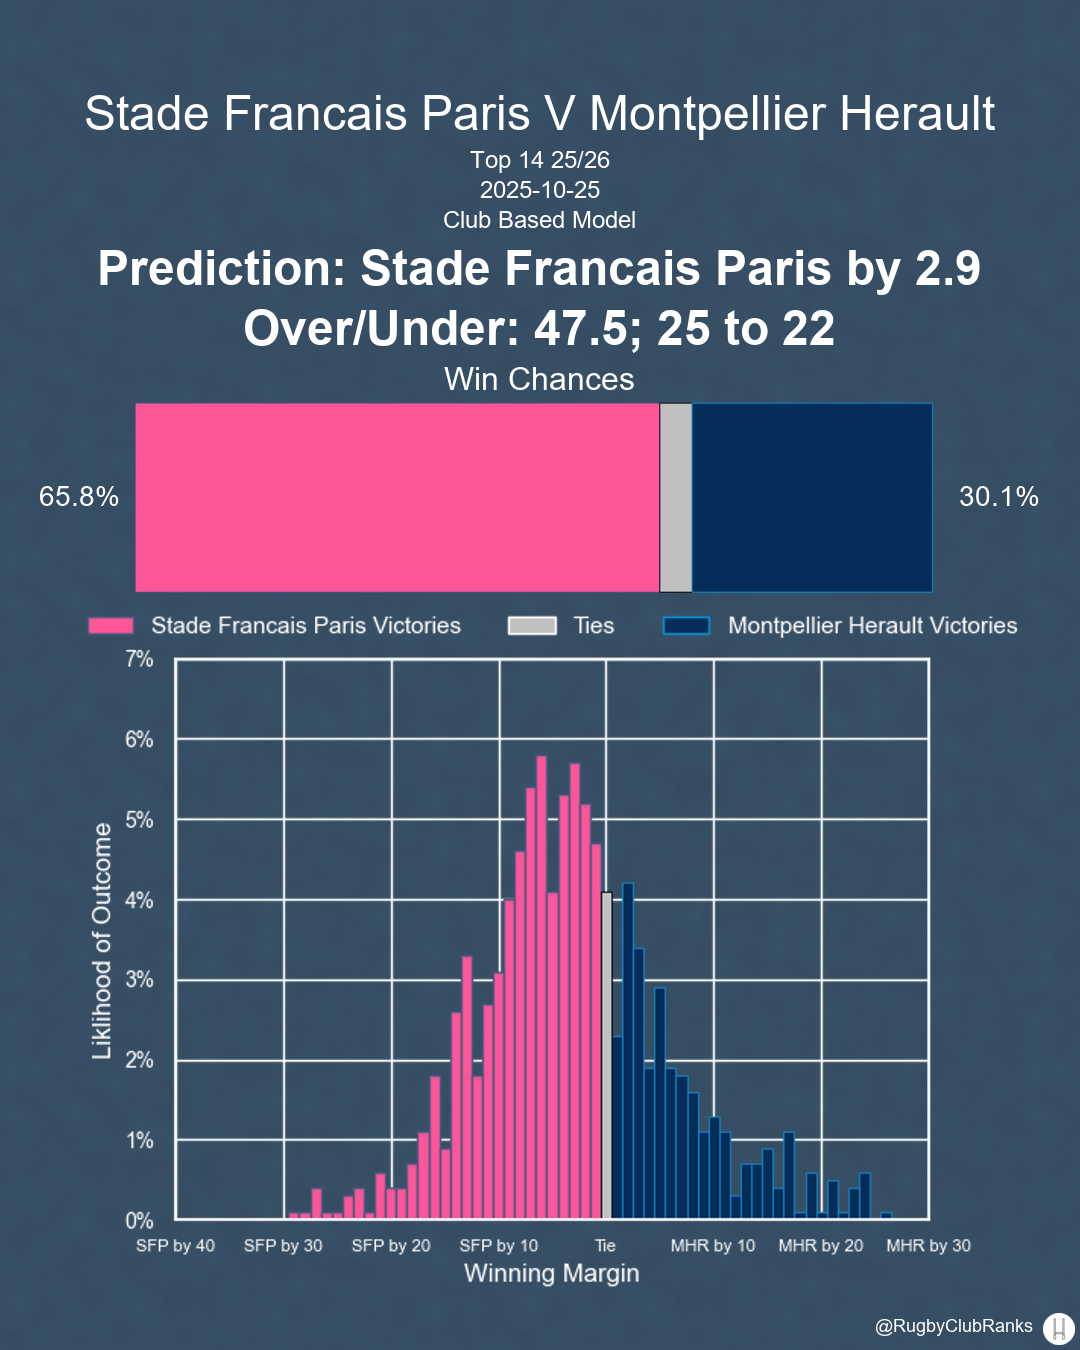 Stade Francais Paris V Montpellier Herault
Top 14 25/26
2025-10-25
Club Based Model
Prediction: Stade Francais Paris by 2.9
Over/Under: 47.5; 25 to 22
Win Chances
65.8%
30.1%
Stade Francais Paris Victories
Ties
Montpellier Herault Victories
7%
6%
5%
4%
3%
2%
1%
0%
Liklihood of Outcome
SFP by 40
SFP by 30
SFP by 20
SFP by 10
Tie
MHR by 10
MHR by 20
MHR by 30
Winning Margin
@RugbyClubRanks